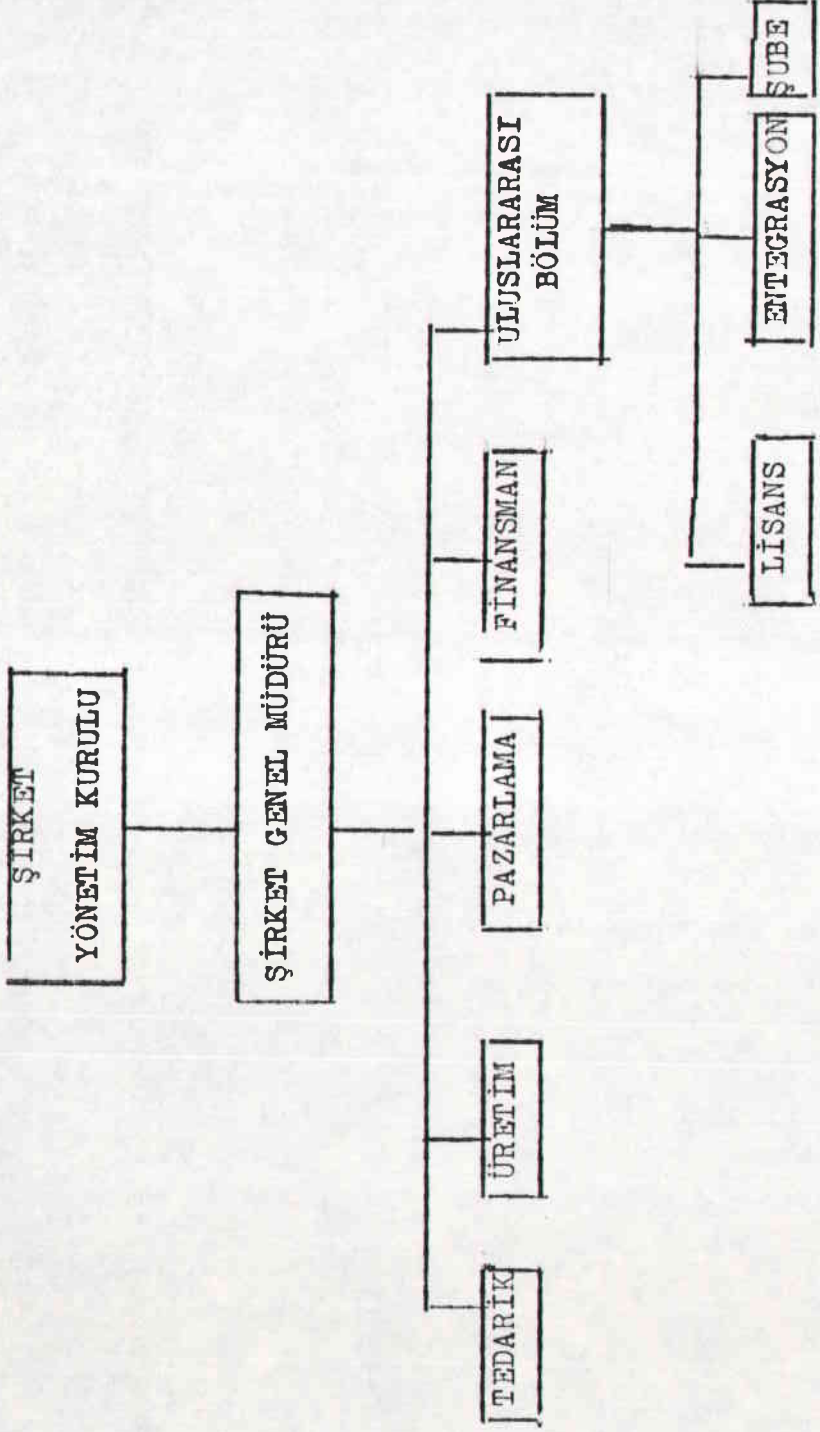 ŞİRKET
YÖNETİM KURULU
ŞİRKET GENEL MÜDÜRÜ
TEDARİK
ÜRETİM
PAZARLAMA
FİNANSMAN
ULUSLARARASI
BÖLÜM
LİSANS
ENTEGRASYON
ŞUBE